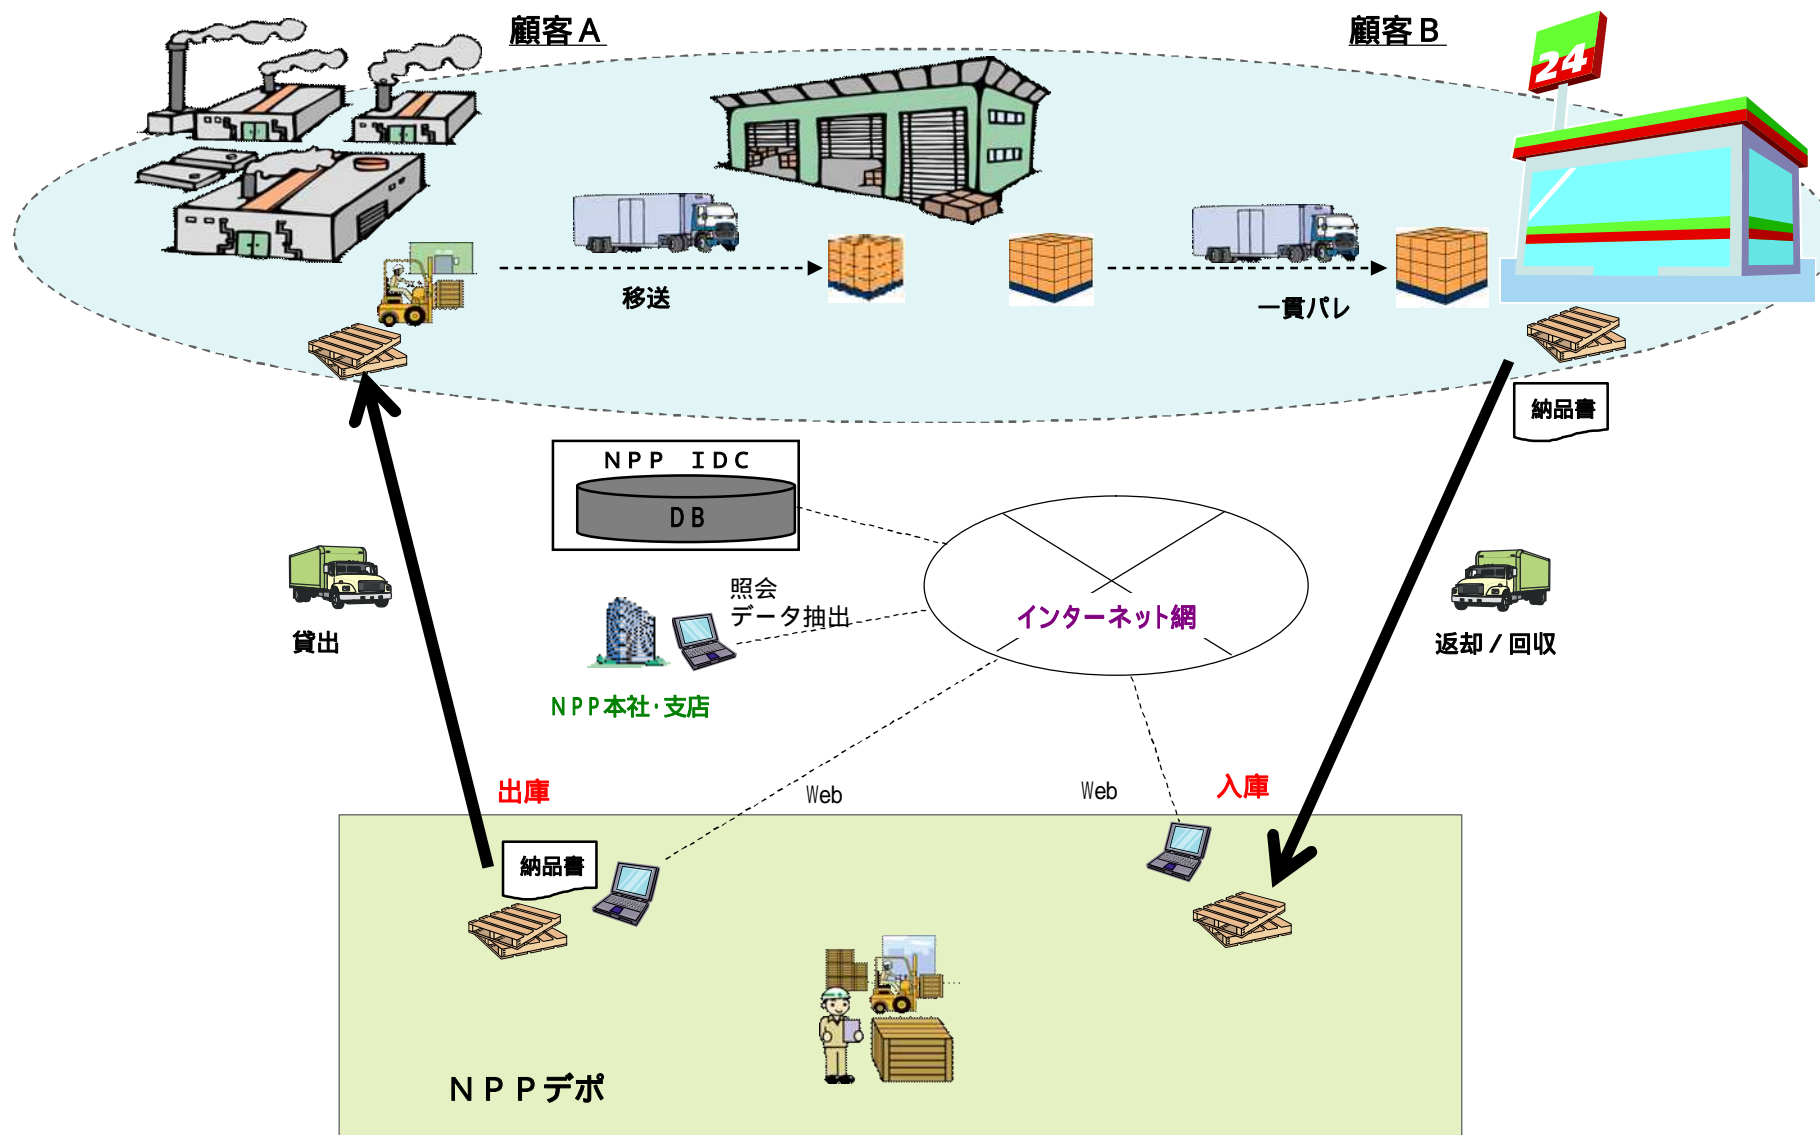 顧客Ａ
顧客Ｂ
24
移送
一貫パレ
納品書
ＮＰＰ　ＩＤＣ
ＤＢ
照会
データ抽出
インターネット網
貸出
返却／回収
ＮＰＰ本社・支店
出庫
Web
Web
入庫
納品書
ＮＰＰデポ